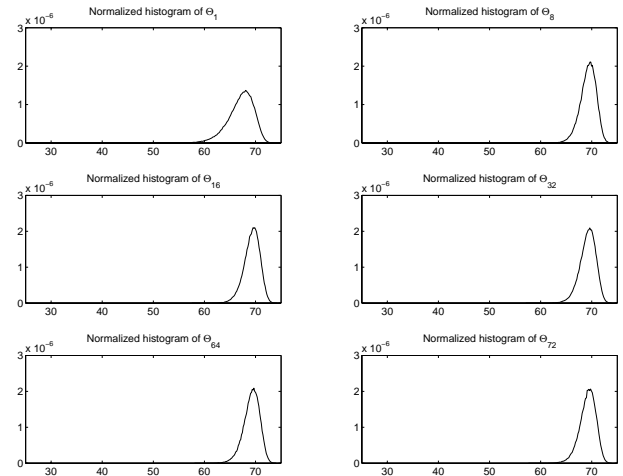 Normalized histogram of Θ₁
x 10⁻⁶
3
2
1
0
30 40 50 60 70
Normalized histogram of Θ₈
x 10⁻⁶
3
2
1
0
30 40 50 60 70
Normalized histogram of Θ₁₆
x 10⁻⁶
3
2
1
0
30 40 50 60 70
Normalized histogram of Θ₃₂
x 10⁻⁶
3
2
1
0
30 40 50 60 70
Normalized histogram of Θ₆₄
x 10⁻⁶
3
2
1
0
30 40 50 60 70
Normalized histogram of Θ₇₂
x 10⁻⁶
3
2
1
0
30 40 50 60 70